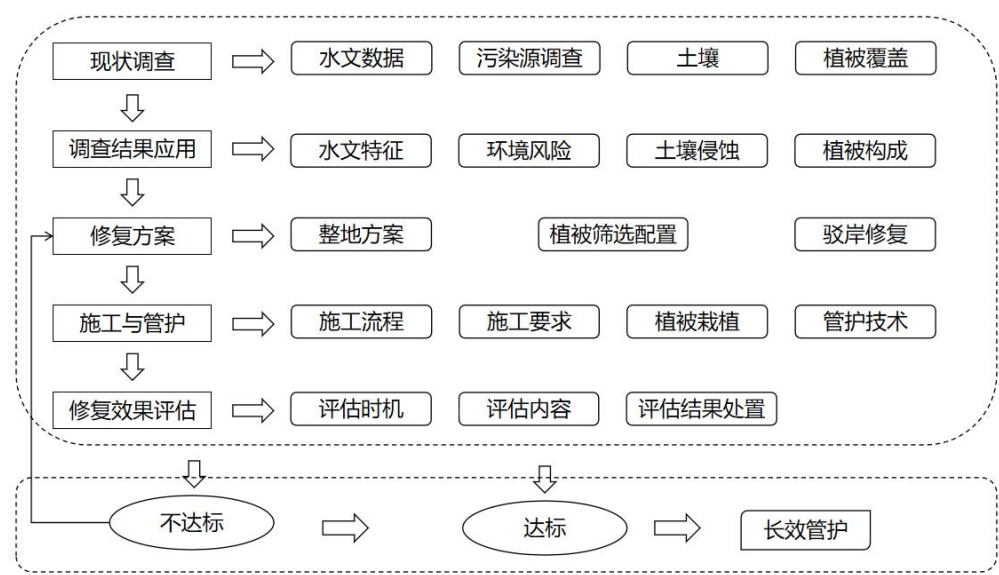 现状调查 水文数据 污染源调查 土壤 植被覆盖
调查结果应用 水文特征 环境风险 土壤侵蚀 植被构成
修复方案 整地方案 植被筛选配置 驳岸修复
施工与管护 施工流程 施工要求 植被栽植 管护技术
修复效果评估 评估时机 评估内容 评估结果处置
不达标 达标 长效管护